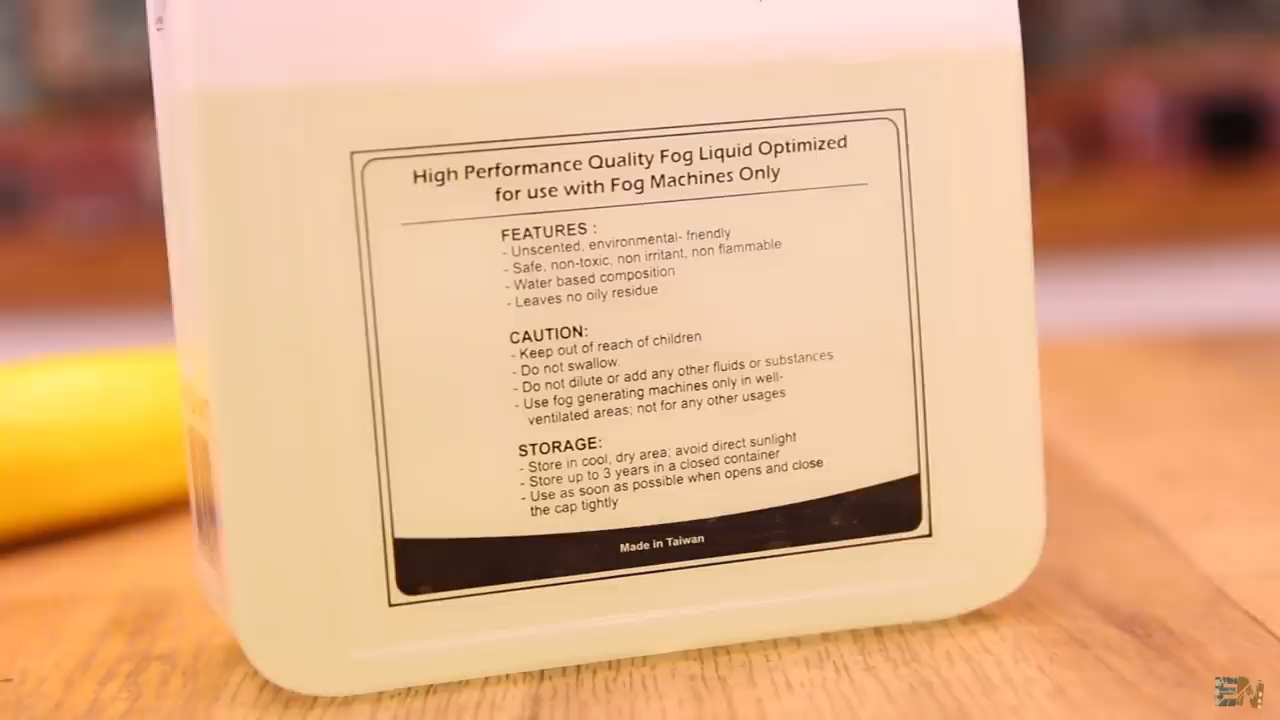 High Performance Quality Fog Liquid Optimized
for use with Fog Machines Only
FEATURES :
- Unscented, environmental- friendly
- Safe, non-toxic, non irritant, non flammable
- Water based composition
- Leaves no oily residue
CAUTION:
- Keep out of reach of children
- Do not swallow.
- Do not dilute or add any other fluids or substances
- Use fog generating machines only in well-
ventilated areas; not for any other usages
STORAGE:
- Store in cool, dry area; avoid direct sunlight
- Store up to 3 years in a closed container
- Use as soon as possible when opens and close
the cap tightly
Made in Taiwan